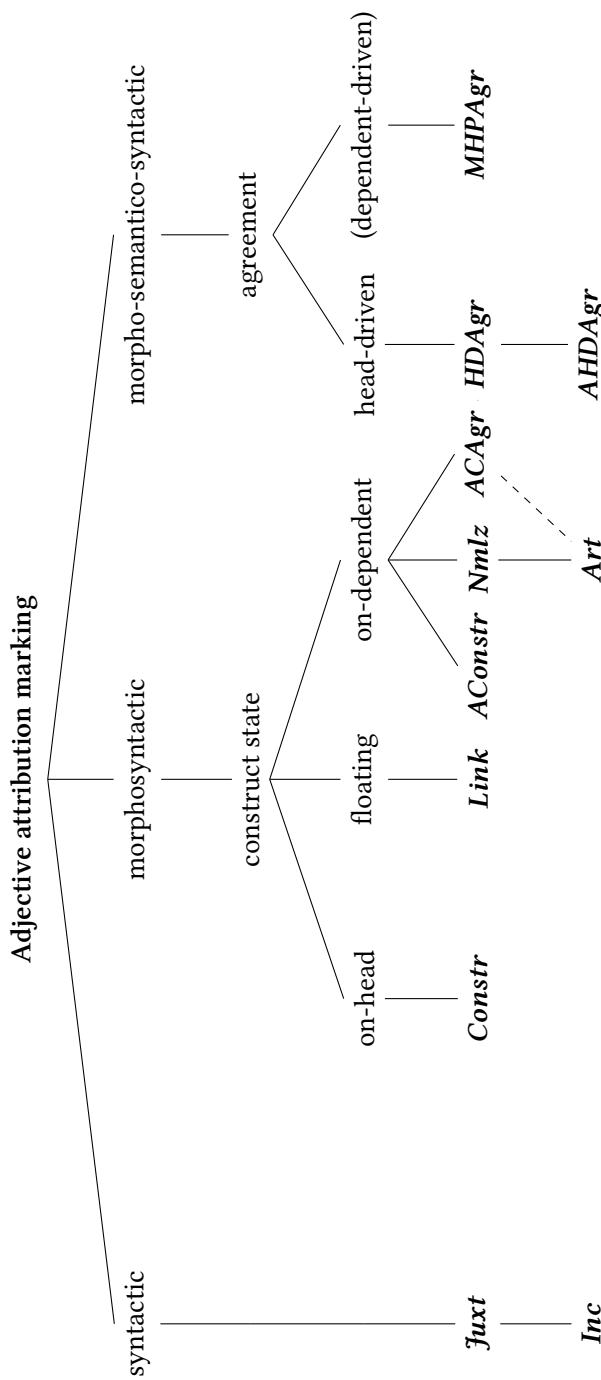 Adjective attribution marking
syntactic morphosyntactic morpho-semantico-syntactic
construct state agreement
on-head floating on-dependent head-driven (dependent-driven)
Juxt Constr Link AConstr Nmlz ACAgr HDAgr MHPAgr
Inc Art AHDAgr